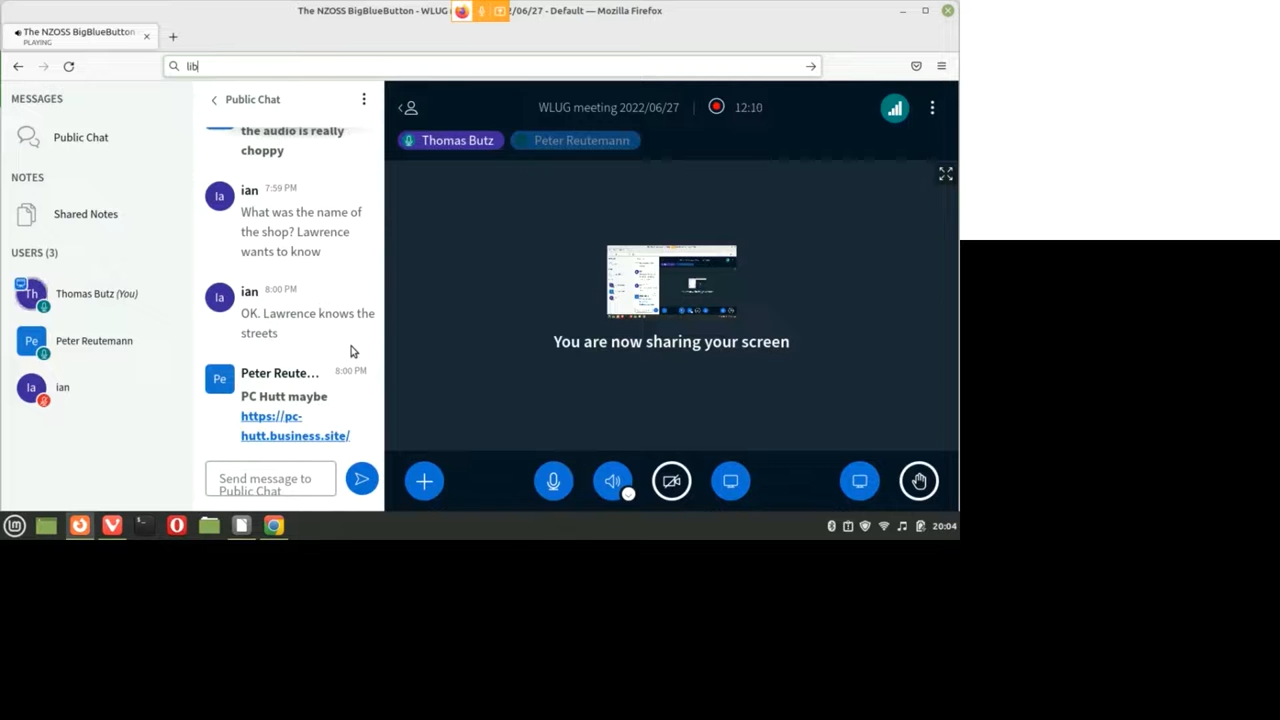 The NZOSS BigBlueButton - WLUG
2/06/27 - Default — Mozilla Firefox
The NZOSS BigBlueButton
PLAYING
lib
MESSAGES
Public Chat
NOTES
Shared Notes
USERS (3)
Th
Thomas Butz (You)
Pe
Peter Reutemann
Ia
ian
Public Chat
the audio is really
choppy
Ia
ian 7:59 PM
What was the name of
the shop? Lawrence
wants to know
Ia
ian 8:00 PM
OK. Lawrence knows the
streets
Pe
Peter Reute... 8:00 PM
PC Hutt maybe
https://pc-
hutt.business.site/
Send message to
Public Chat
WLUG meeting 2022/06/27
12:10
Thomas Butz
Peter Reutemann
You are now sharing your screen
20:04